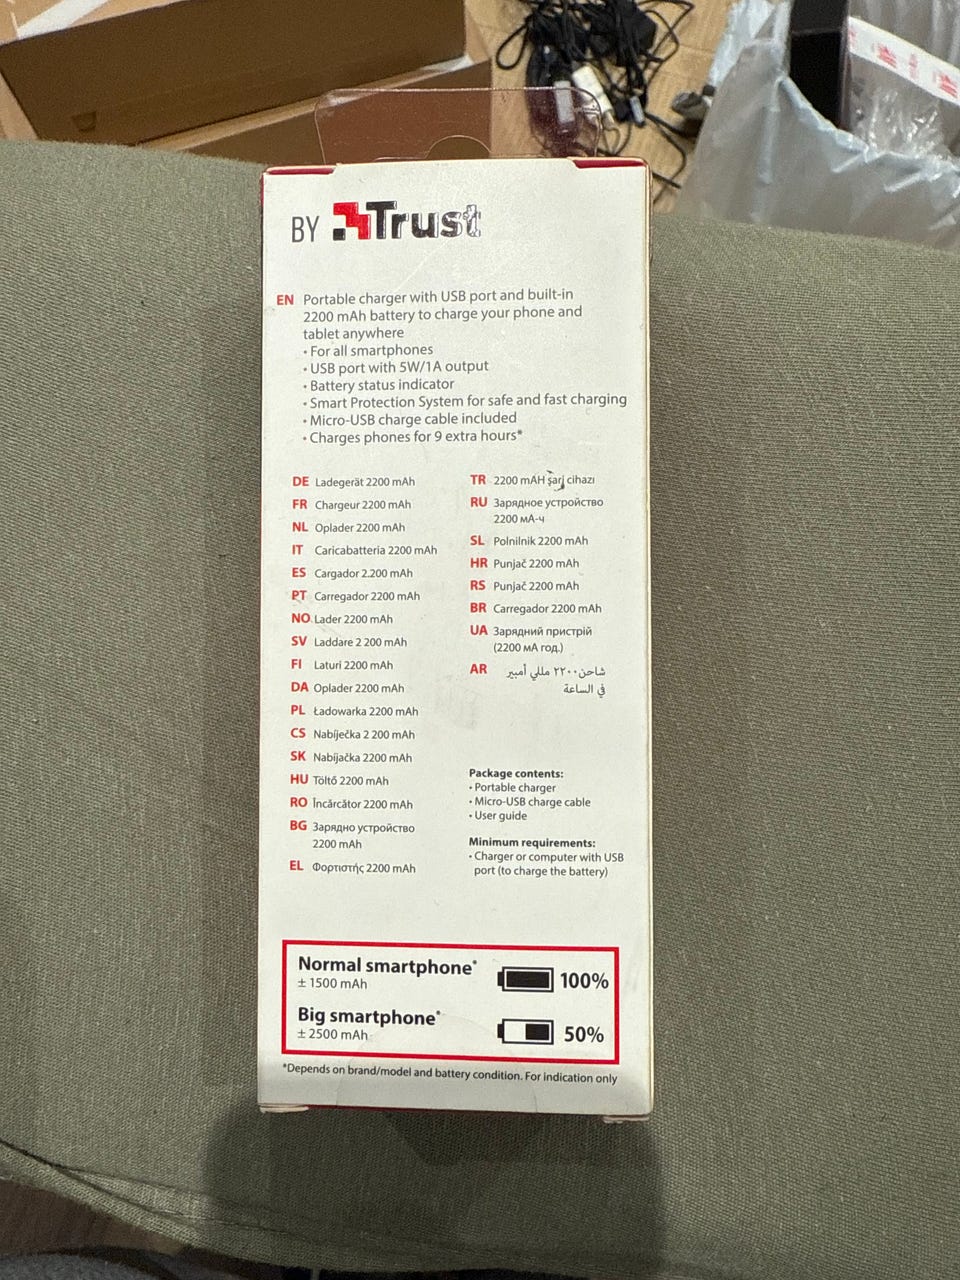 BY Trust
EN Portable charger with USB port and built-in
2200 mAh battery to charge your phone and
tablet anywhere
• For all smartphones
• USB port with 5W/1A output
• Battery status indicator
• Smart Protection System for safe and fast charging
• Micro-USB charge cable included
• Charges phones for 9 extra hours*
DE Ladegerät 2200 mAh
FR Chargeur 2200 mAh
NL Oplader 2200 mAh
IT Caricabatteria 2200 mAh
ES Cargador 2.200 mAh
PT Carregador 2200 mAh
NO Lader 2200 mAh
SV Laddare 2 200 mAh
FI Laturi 2200 mAh
DA Oplader 2200 mAh
PL Ładowarka 2200 mAh
CS Nabíječka 2 200 mAh
SK Nabíjačka 2200 mAh
HU Töltő 2200 mAh
RO Încărcător 2200 mAh
BG Зарядно устройство
2200 mAh
EL Φορτιστής 2200 mAh
TR 2200 mAH şarj cihazı
RU Зарядное устройство
2200 мА-ч
SL Polnilnik 2200 mAh
HR Punjač 2200 mAh
RS Punjač 2200 mAh
BR Carregador 2200 mAh
UA Зарядний пристрій
(2200 мА год.)
AR شاحن ٢٢٠٠ مللي أمبير
في الساعة
Package contents:
• Portable charger
• Micro-USB charge cable
• User guide
Minimum requirements:
• Charger or computer with USB
port (to charge the battery)
Normal smartphone*
± 1500 mAh
100%
Big smartphone*
± 2500 mAh
50%
*Depends on brand/model and battery condition. For indication only